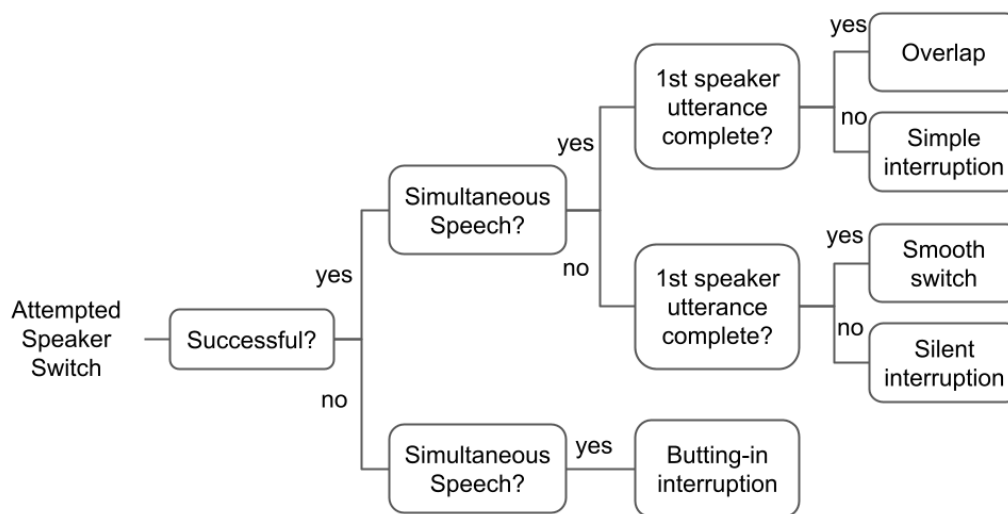 Attempted
Speaker
Switch
Successful?
yes
no
Simultaneous
Speech?
yes
no
1st speaker
utterance
complete?
yes
no
Overlap
Simple
interruption
1st speaker
utterance
complete?
yes
no
Smooth
switch
Silent
interruption
Simultaneous
Speech?
yes
Butting-in
interruption